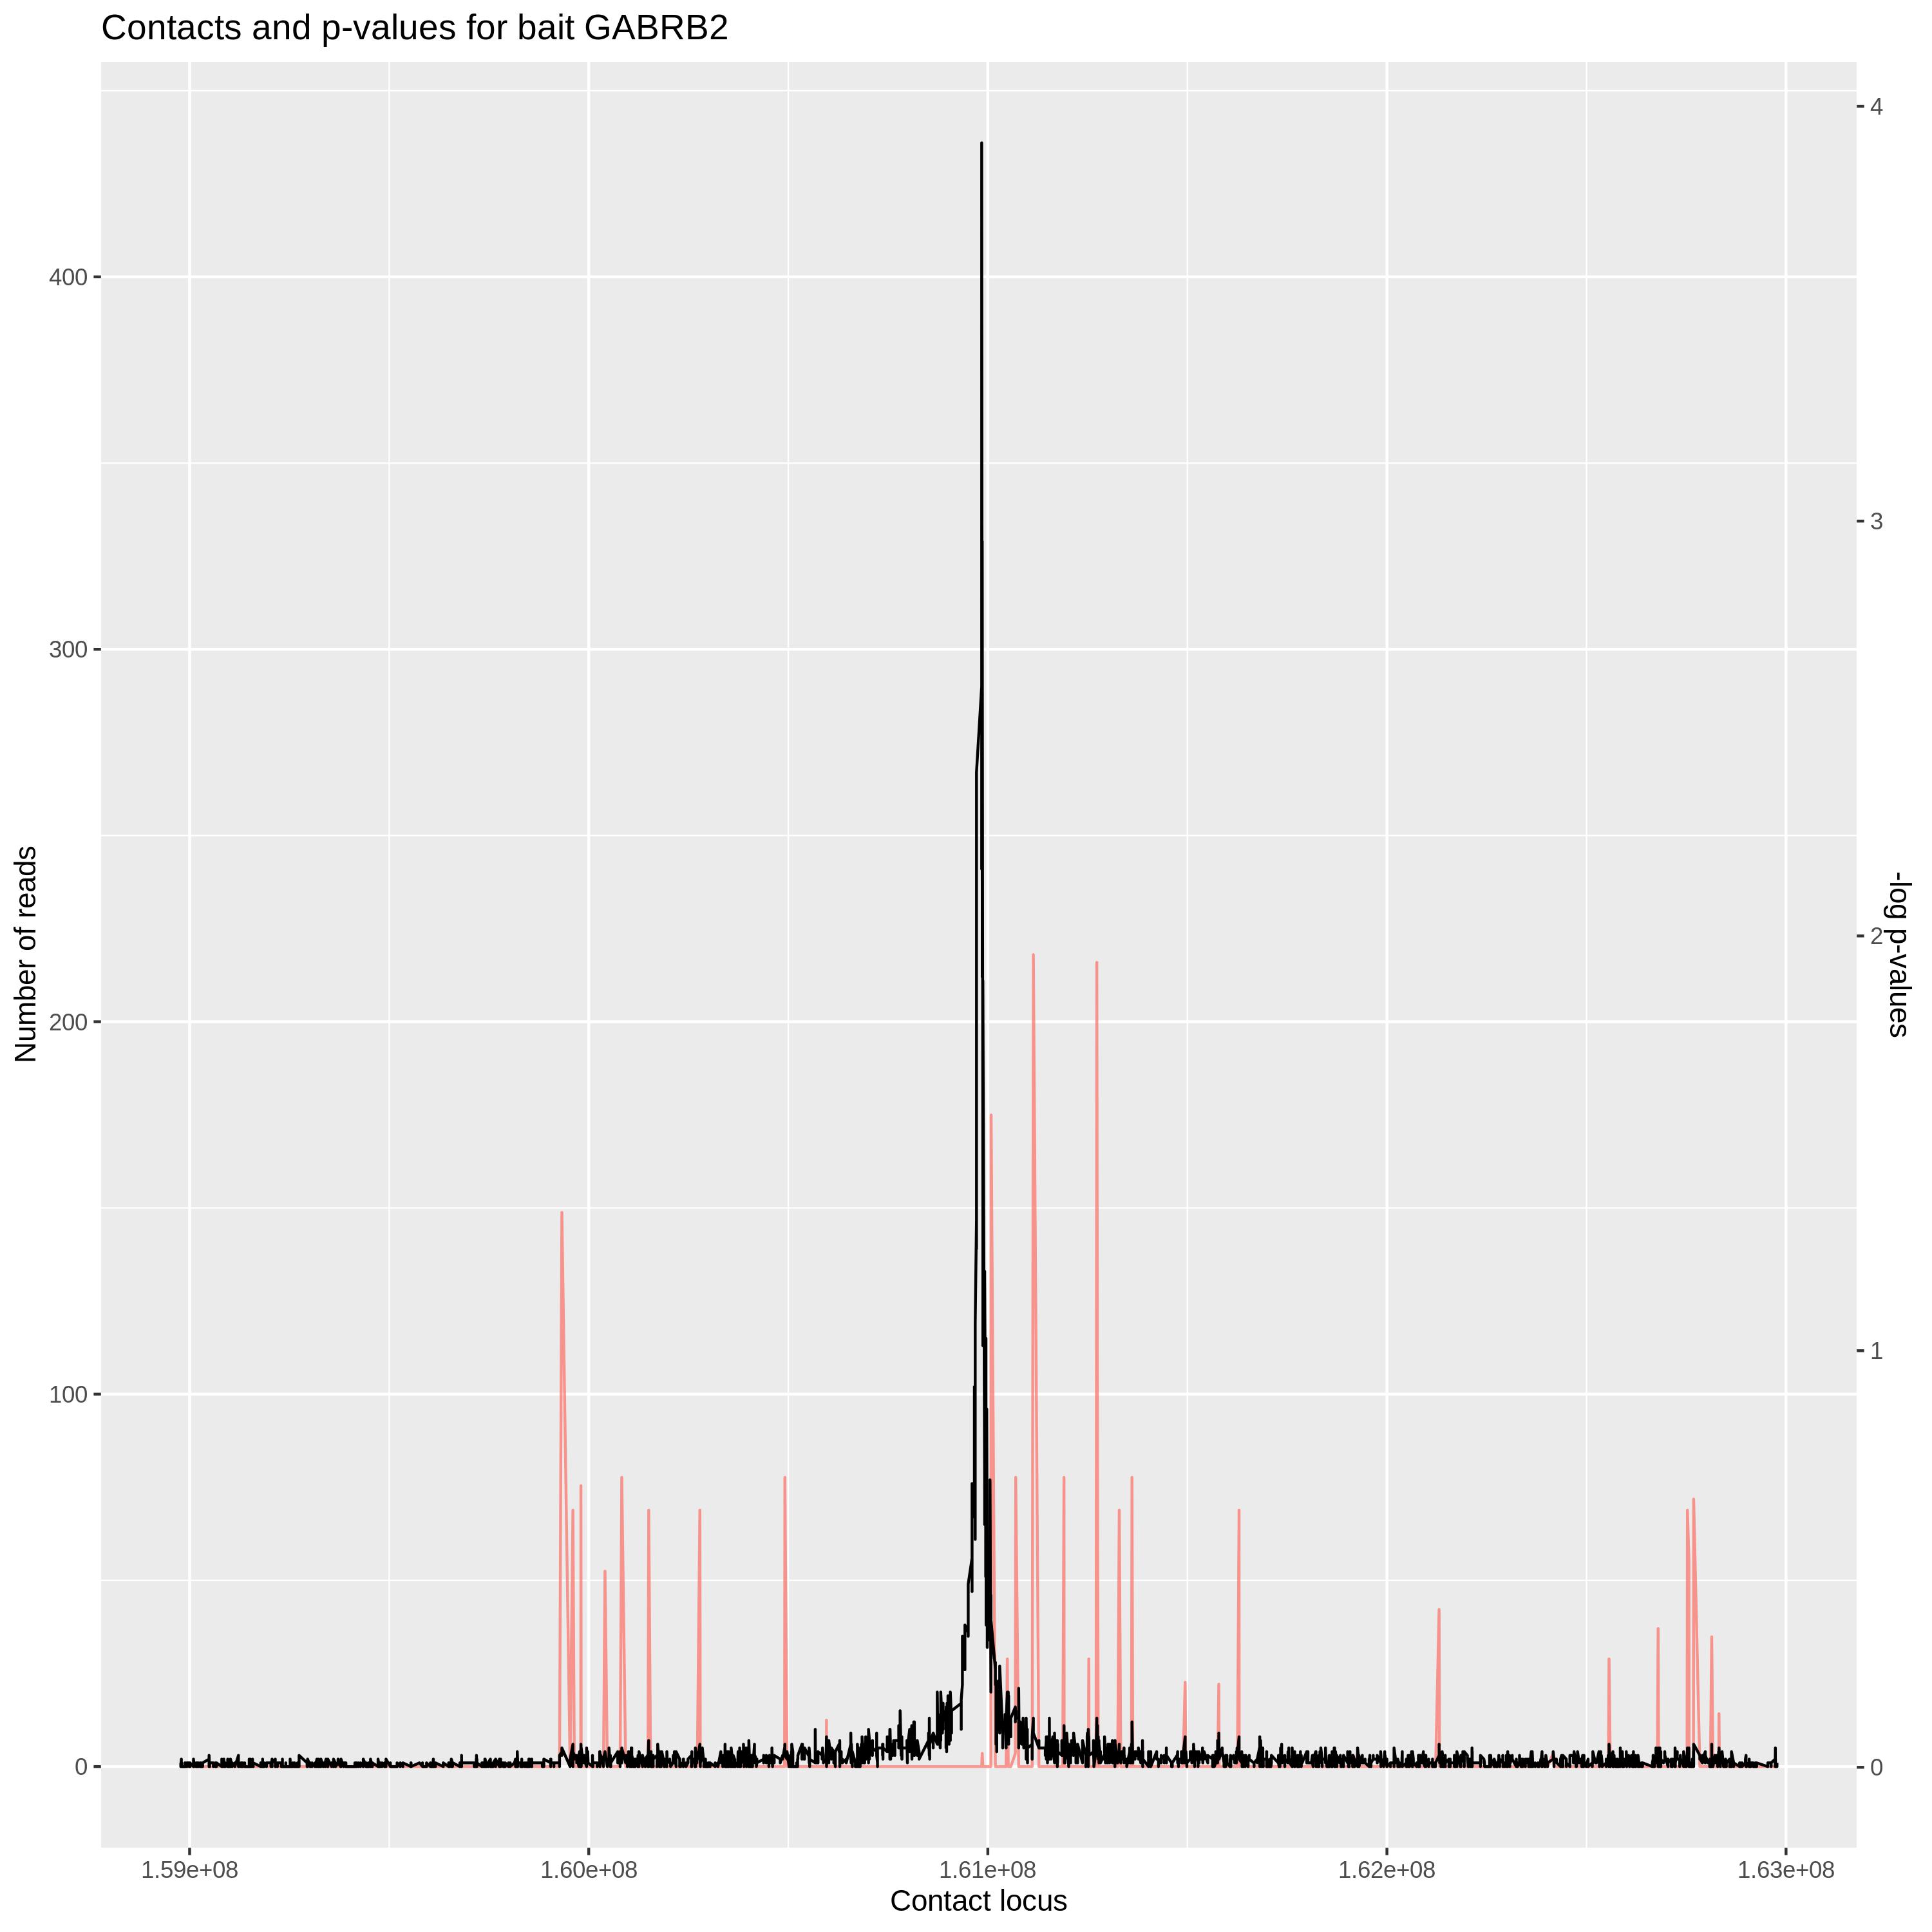 Contacts and p-values for bait GABRB2
Number of reads
400
300
200
100
0
4
3
2
1
0
-log p-values
1.59e+08 1.60e+08 1.61e+08 1.62e+08 1.63e+08
Contact locus